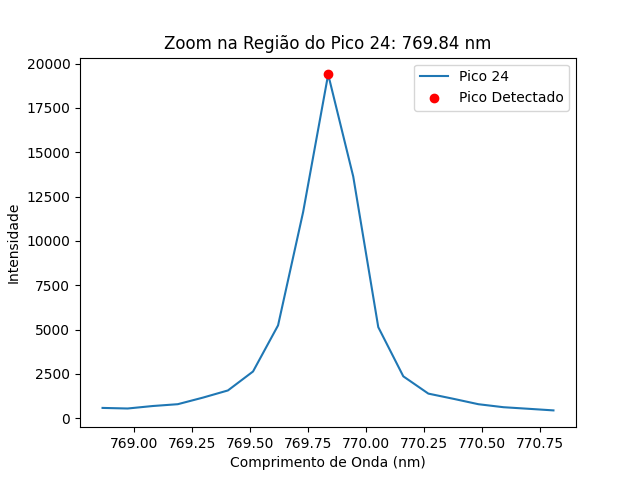 Zoom na Região do Pico 24: 769.84 nm
Pico 24
Pico Detectado
Intensidade
20000
17500
15000
12500
10000
7500
5000
2500
0
769.00 769.25 769.50 769.75 770.00 770.25 770.50 770.75
Comprimento de Onda (nm)